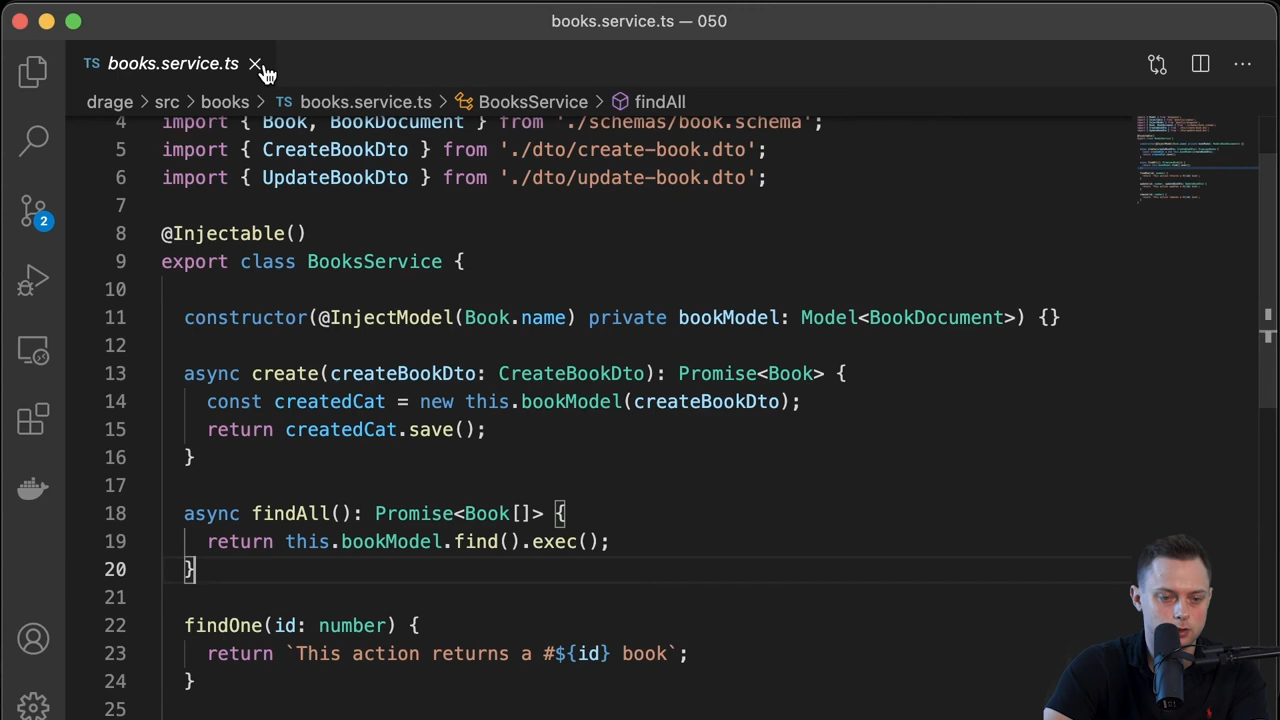 books.service.ts — 050
TS books.service.ts
drage > src > books > TS books.service.ts > BooksService > findAll
4 import { Book, BookDocument } from './schemas/book.schema';
5 import { CreateBookDto } from './dto/create-book.dto';
6 import { UpdateBookDto } from './dto/update-book.dto';
7
8 @Injectable()
9 export class BooksService {
10
11 constructor(@InjectModel(Book.name) private bookModel: Model<BookDocument>) {}
12
13 async create(createBookDto: CreateBookDto): Promise<Book> {
14 const createdCat = new this.bookModel(createBookDto);
15 return createdCat.save();
16 }
17
18 async findAll(): Promise<Book[]> {
19 return this.bookModel.find().exec();
20 }
21
22 findOne(id: number) {
23 return `This action returns a #${id} book`;
24 }
25
2